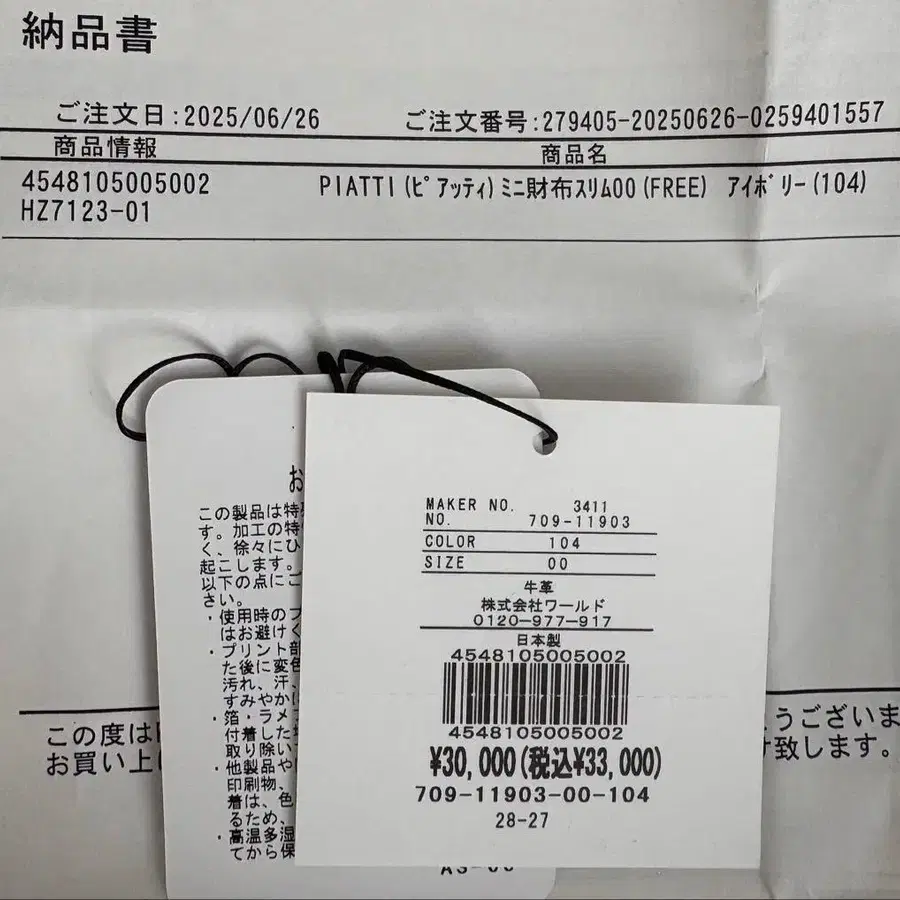 納品書
ご注文日:2025/06/26 ご注文番号:279405-20250626-0259401557
商品情報 商品名
4548105005002 PIATTI(ピアッティ)ミニ財布スリム00(FREE) アイボリー(104)
HZ7123-01
お
この製品は特殊
す。加工の特
く、徐々にひ
起こします。
以下の点にご
さい。
・使用時の
はお避けく
・プリント部
た後に変色
汚れ、汗、
すみやかに
・箔・ラメ
付着した
取り除い
・他製品や
印刷物、
着は、色
るため、
・高温多湿
てから保
MAKER NO. 3411
NO. 709-11903
COLOR 104
SIZE 00
牛革
株式会社ワールド
0120-977-917
日本製
4548105005002
4548105005002
¥30,000(税込¥33,000)
709-11903-00-104
28-27
この度は
お買い上
うございま
致します。